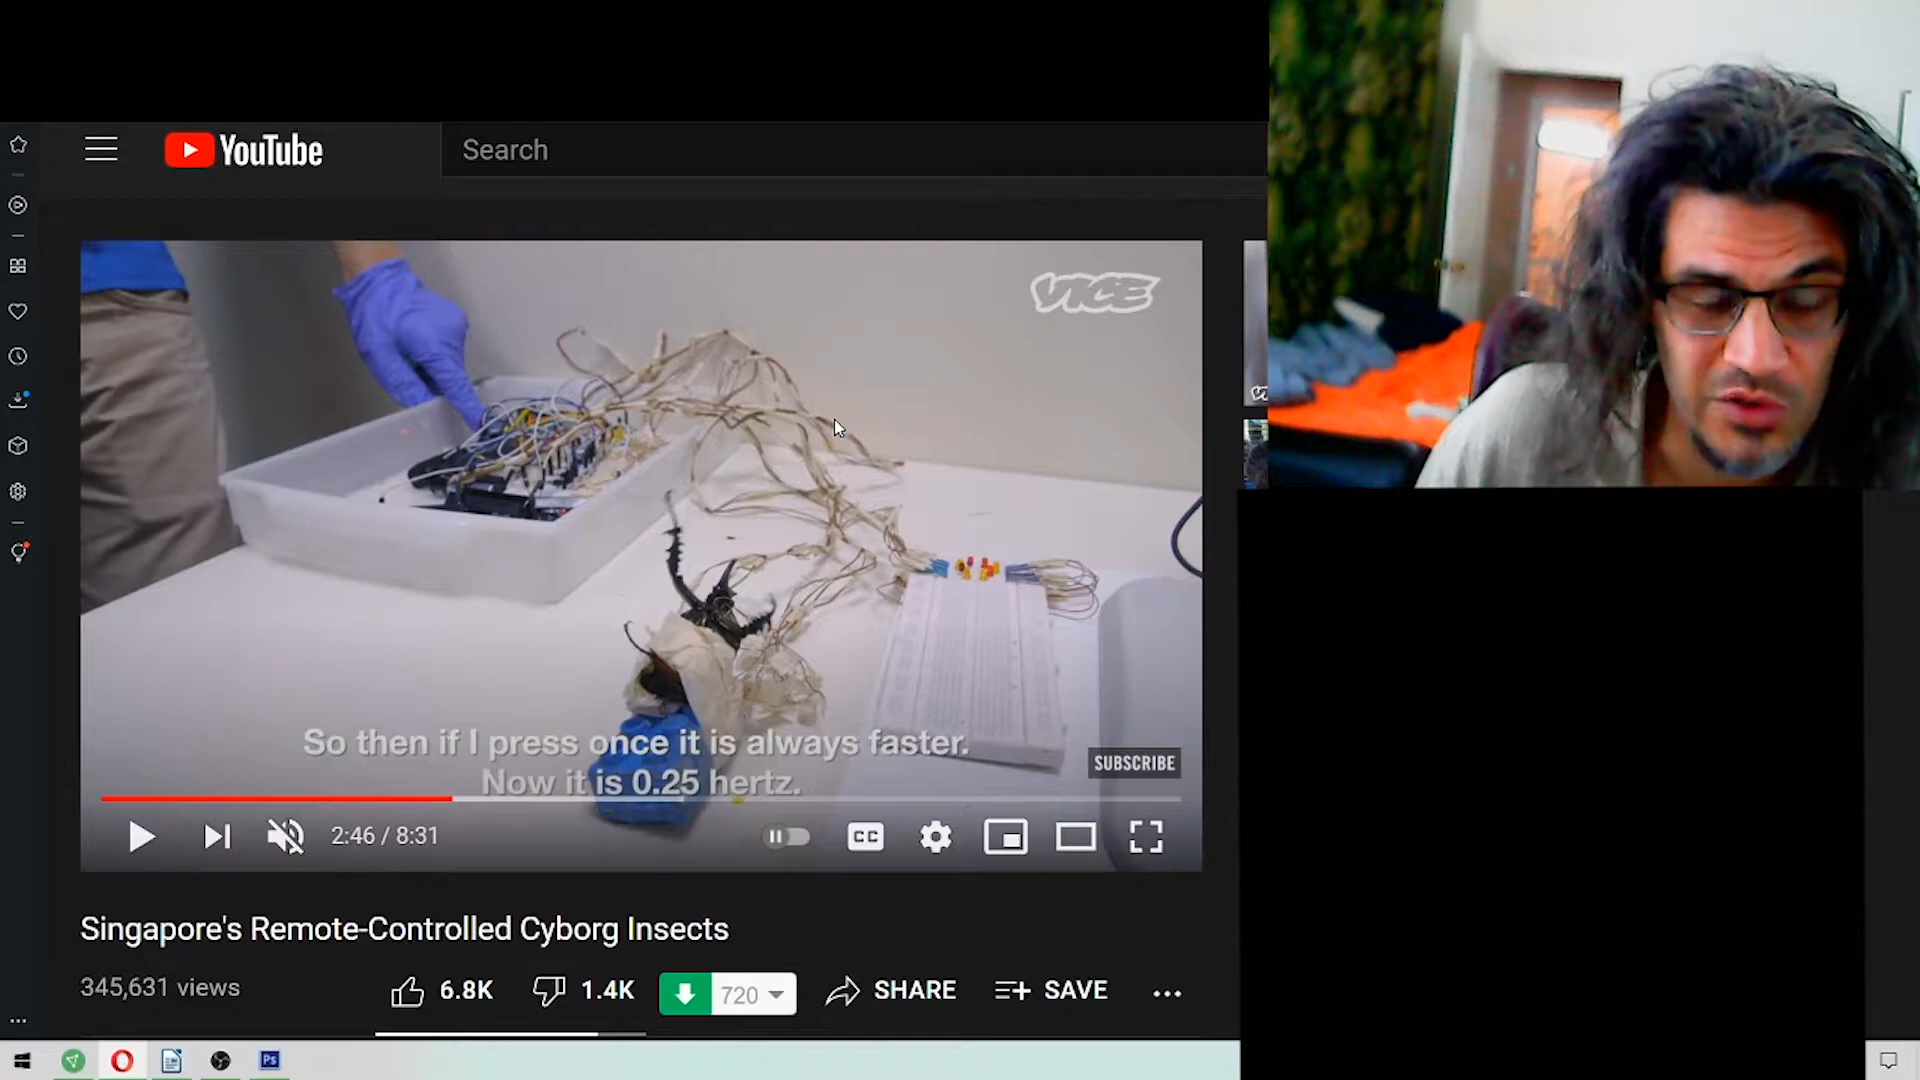 YouTube
Search
VICE
So then if I press once it is always faster.
Now it is 0.25 hertz.
SUBSCRIBE
2:46 / 8:31
CC
Singapore's Remote-Controlled Cyborg Insects
345,631 views
6.8K
1.4K
720
SHARE
SAVE
Ps